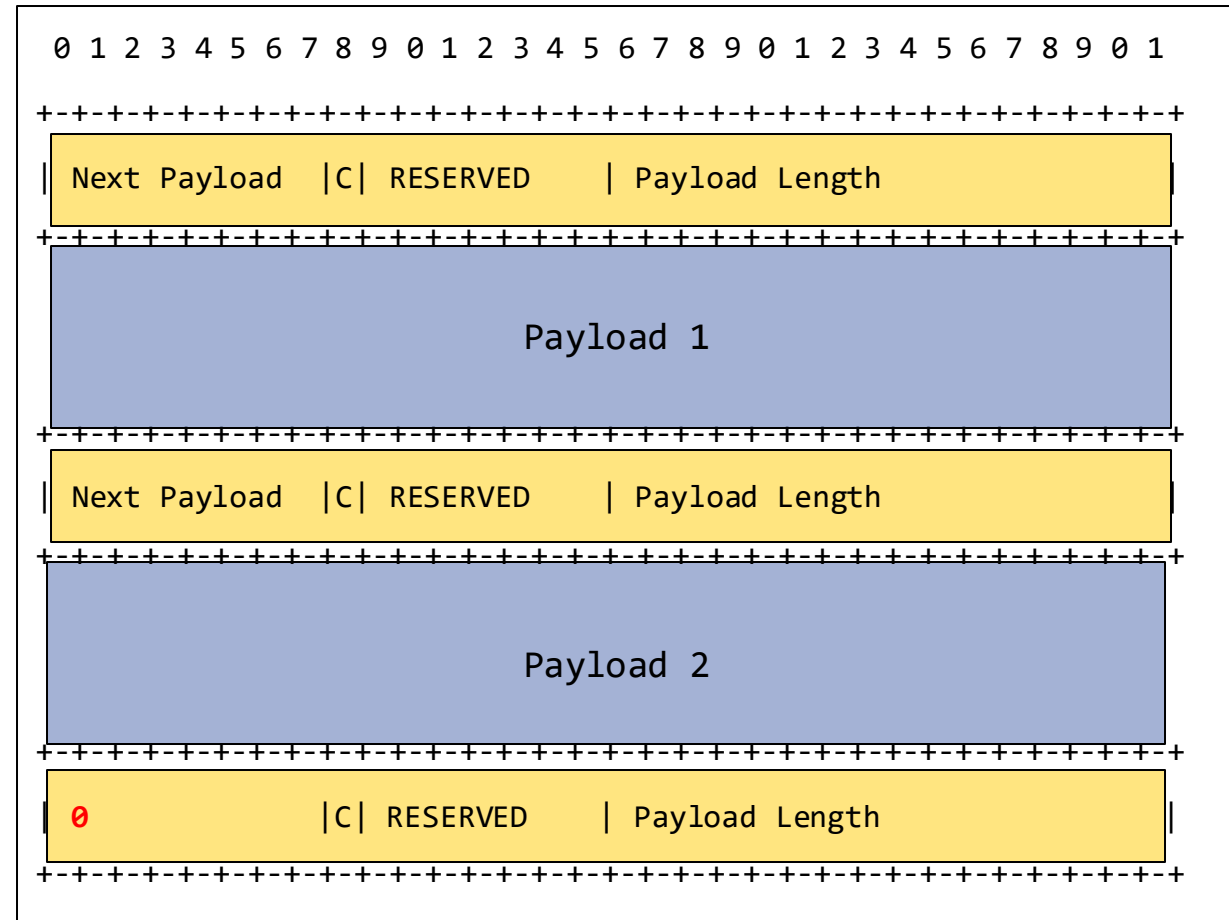 0 1 2 3 4 5 6 7 8 9 0 1 2 3 4 5 6 7 8 9 0 1 2 3 4 5 6 7 8 9 0 1
+-+-+-+-+-+-+-+-+-+-+-+-+-+-+-+-+-+-+-+-+-+-+-+-+-+-+-+-+-+-+-+-+
| Next Payload |C| RESERVED | Payload Length |
+-+-+-+-+-+-+-+-+-+-+-+-+-+-+-+-+-+-+-+-+-+-+-+-+-+-+-+-+-+-+-+-+
Payload 1
+-+-+-+-+-+-+-+-+-+-+-+-+-+-+-+-+-+-+-+-+-+-+-+-+-+-+-+-+-+-+-+-+
| Next Payload |C| RESERVED | Payload Length |
+-+-+-+-+-+-+-+-+-+-+-+-+-+-+-+-+-+-+-+-+-+-+-+-+-+-+-+-+-+-+-+-+
Payload 2
+-+-+-+-+-+-+-+-+-+-+-+-+-+-+-+-+-+-+-+-+-+-+-+-+-+-+-+-+-+-+-+-+
| 0 |C| RESERVED | Payload Length |
+-+-+-+-+-+-+-+-+-+-+-+-+-+-+-+-+-+-+-+-+-+-+-+-+-+-+-+-+-+-+-+-+